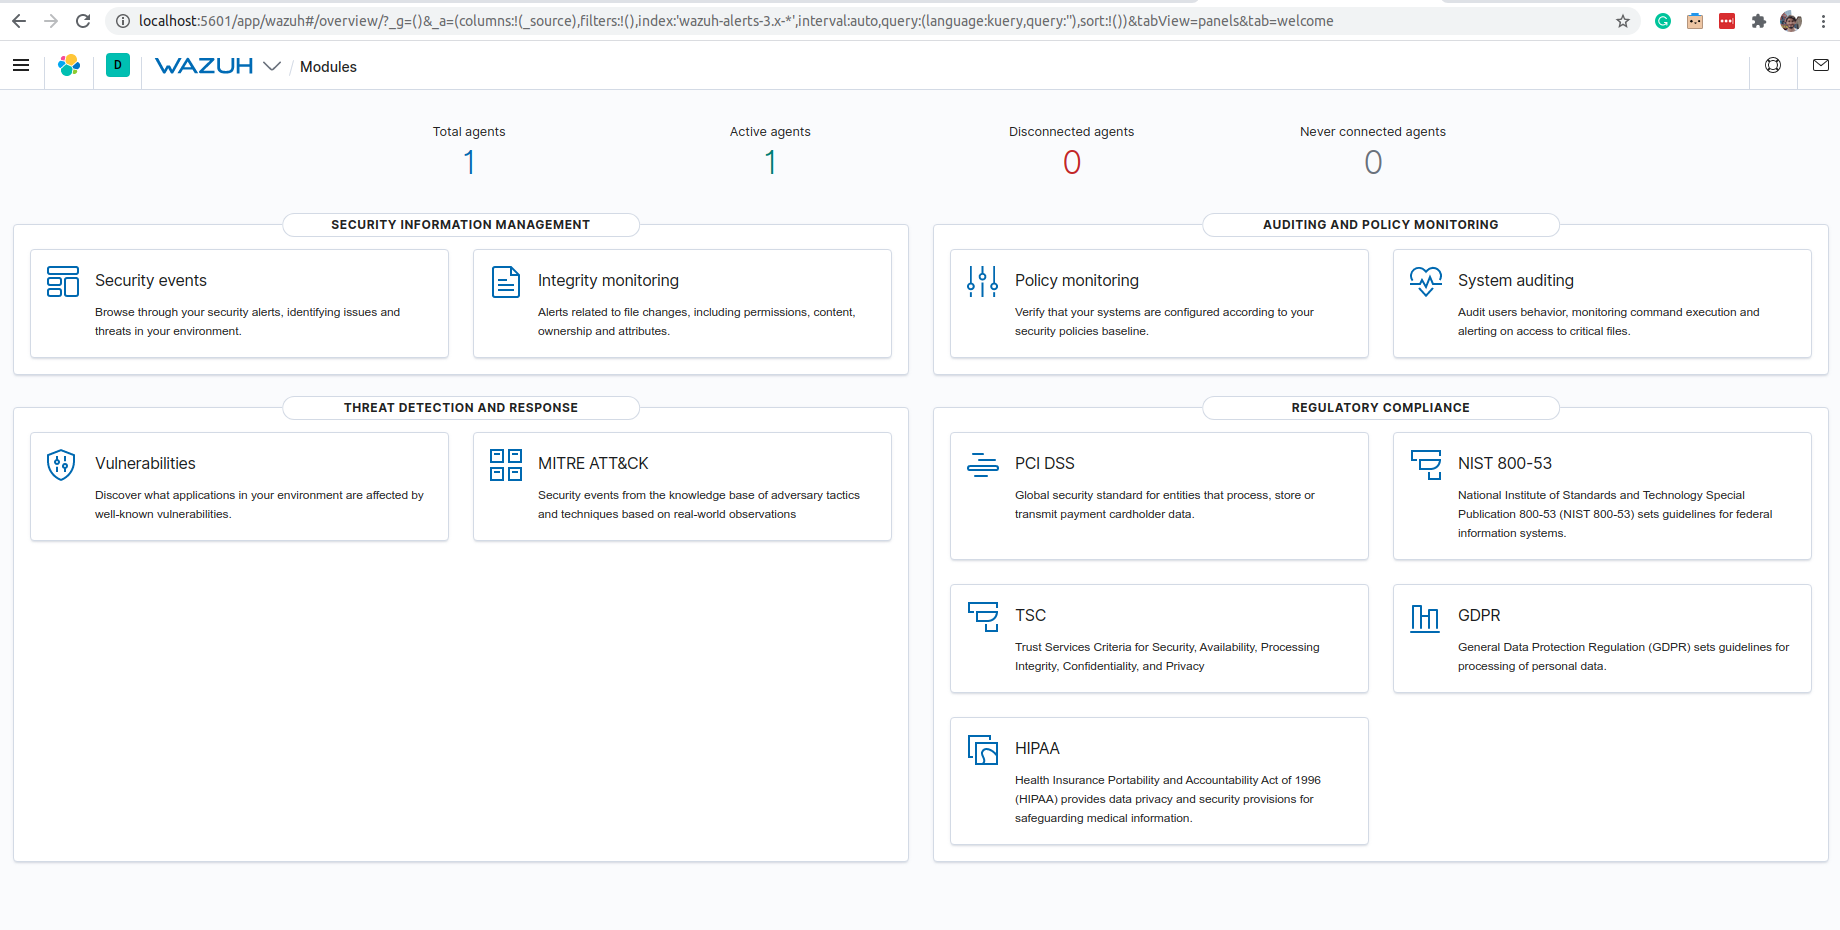 localhost:5601/app/wazuh#/overview/?_g=()&_a=(columns:!(_source),filters:!(),index:'wazuh-alerts-3.x-*',interval:auto,query:(language:kuery,query:''),sort:!())&tabView=panels&tab=welcome
D
WAZUH / Modules
Total agents
1
Active agents
1
Disconnected agents
0
Never connected agents
0
SECURITY INFORMATION MANAGEMENT
Security events
Browse through your security alerts, identifying issues and
threats in your environment.
Integrity monitoring
Alerts related to file changes, including permissions, content,
ownership and attributes.
AUDITING AND POLICY MONITORING
Policy monitoring
Verify that your systems are configured according to your
security policies baseline.
System auditing
Audit users behavior, monitoring command execution and
alerting on access to critical files.
THREAT DETECTION AND RESPONSE
Vulnerabilities
Discover what applications in your environment are affected by
well-known vulnerabilities.
MITRE ATT&CK
Security events from the knowledge base of adversary tactics
and techniques based on real-world observations
REGULATORY COMPLIANCE
PCI DSS
Global security standard for entities that process, store or
transmit payment cardholder data.
NIST 800-53
National Institute of Standards and Technology Special
Publication 800-53 (NIST 800-53) sets guidelines for federal
information systems.
TSC
Trust Services Criteria for Security, Availability, Processing
Integrity, Confidentiality, and Privacy
GDPR
General Data Protection Regulation (GDPR) sets guidelines for
processing of personal data.
HIPAA
Health Insurance Portability and Accountability Act of 1996
(HIPAA) provides data privacy and security provisions for
safeguarding medical information.